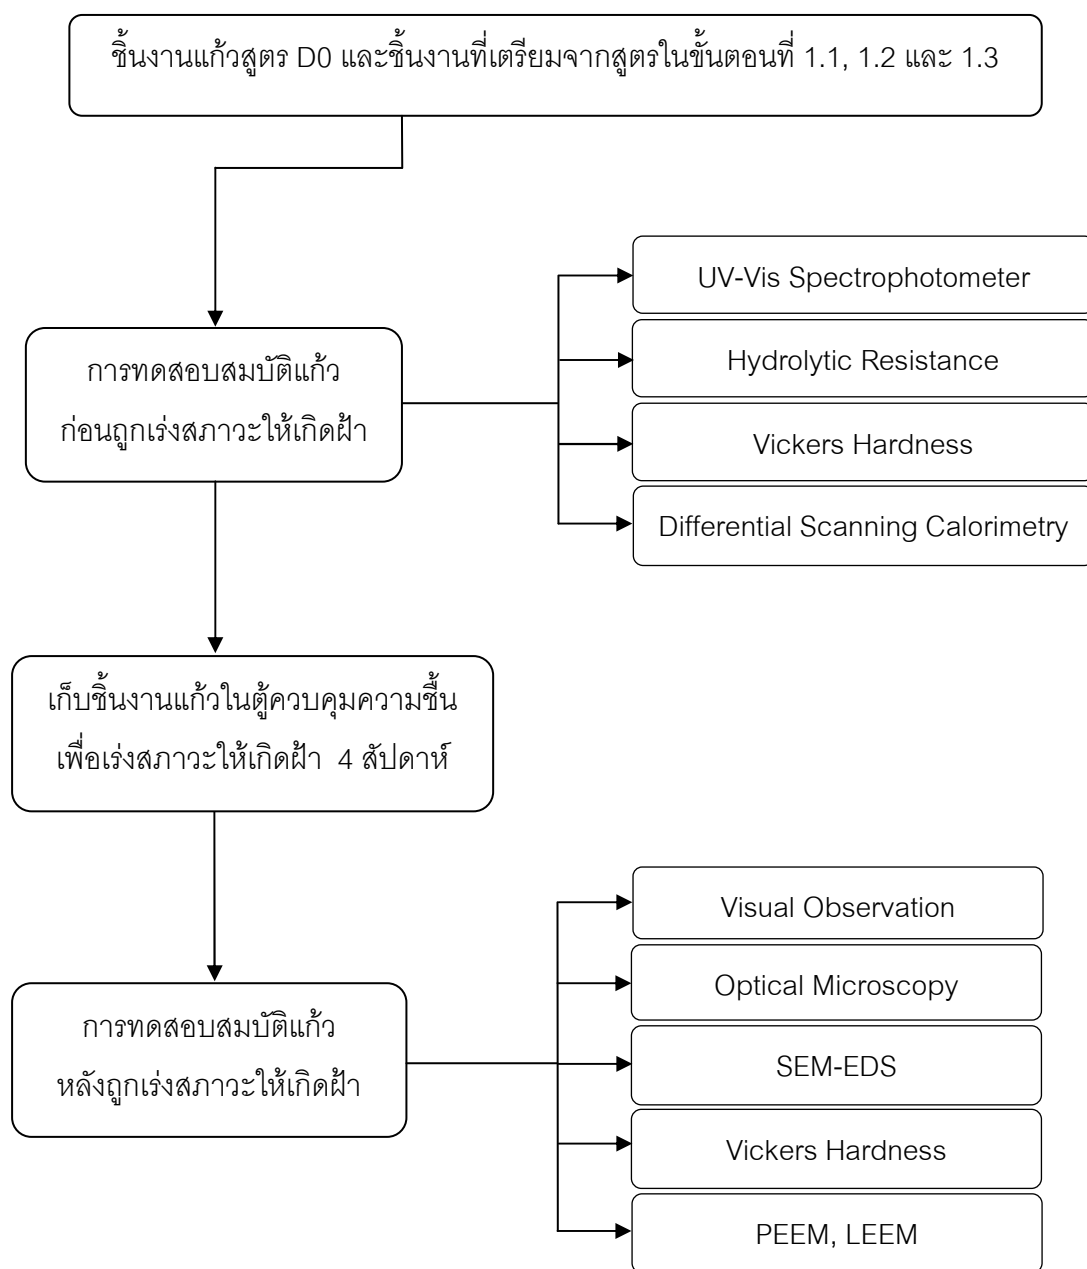 ชิ้นงานแก้วสูตร D0 และชิ้นงานที่เตรียมจากสูตรในขั้นตอนที่ 1.1, 1.2 และ 1.3
การทดสอบสมบัติแก้ว
ก่อนถูกเร่งสภาวะให้เกิดฝ้า
UV-Vis Spectrophotometer
Hydrolytic Resistance
Vickers Hardness
Differential Scanning Calorimetry
เก็บชิ้นงานแก้วในตู้ควบคุมความชื้น
เพื่อเร่งสภาวะให้เกิดฝ้า 4 สัปดาห์
การทดสอบสมบัติแก้ว
หลังถูกเร่งสภาวะให้เกิดฝ้า
Visual Observation
Optical Microscopy
SEM-EDS
Vickers Hardness
PEEM, LEEM